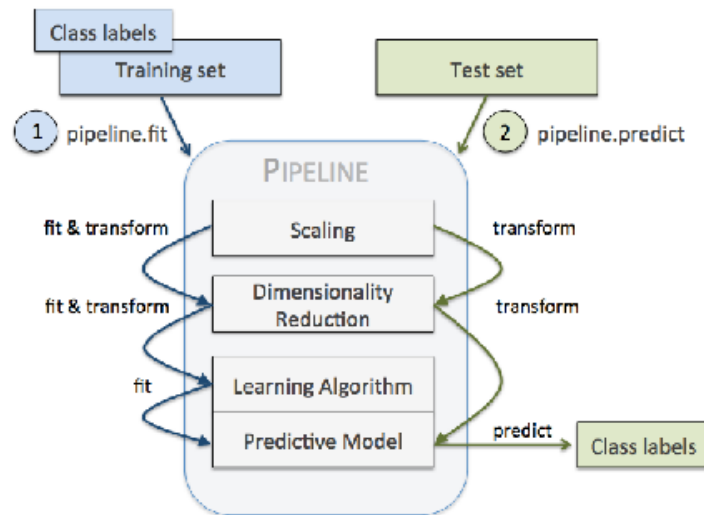 Class labels
Training set
Test set
1 pipeline.fit
2 pipeline.predict
PIPELINE
fit & transform
Scaling
transform
fit & transform
Dimensionality
Reduction
transform
fit
Learning Algorithm
Predictive Model
predict
Class labels